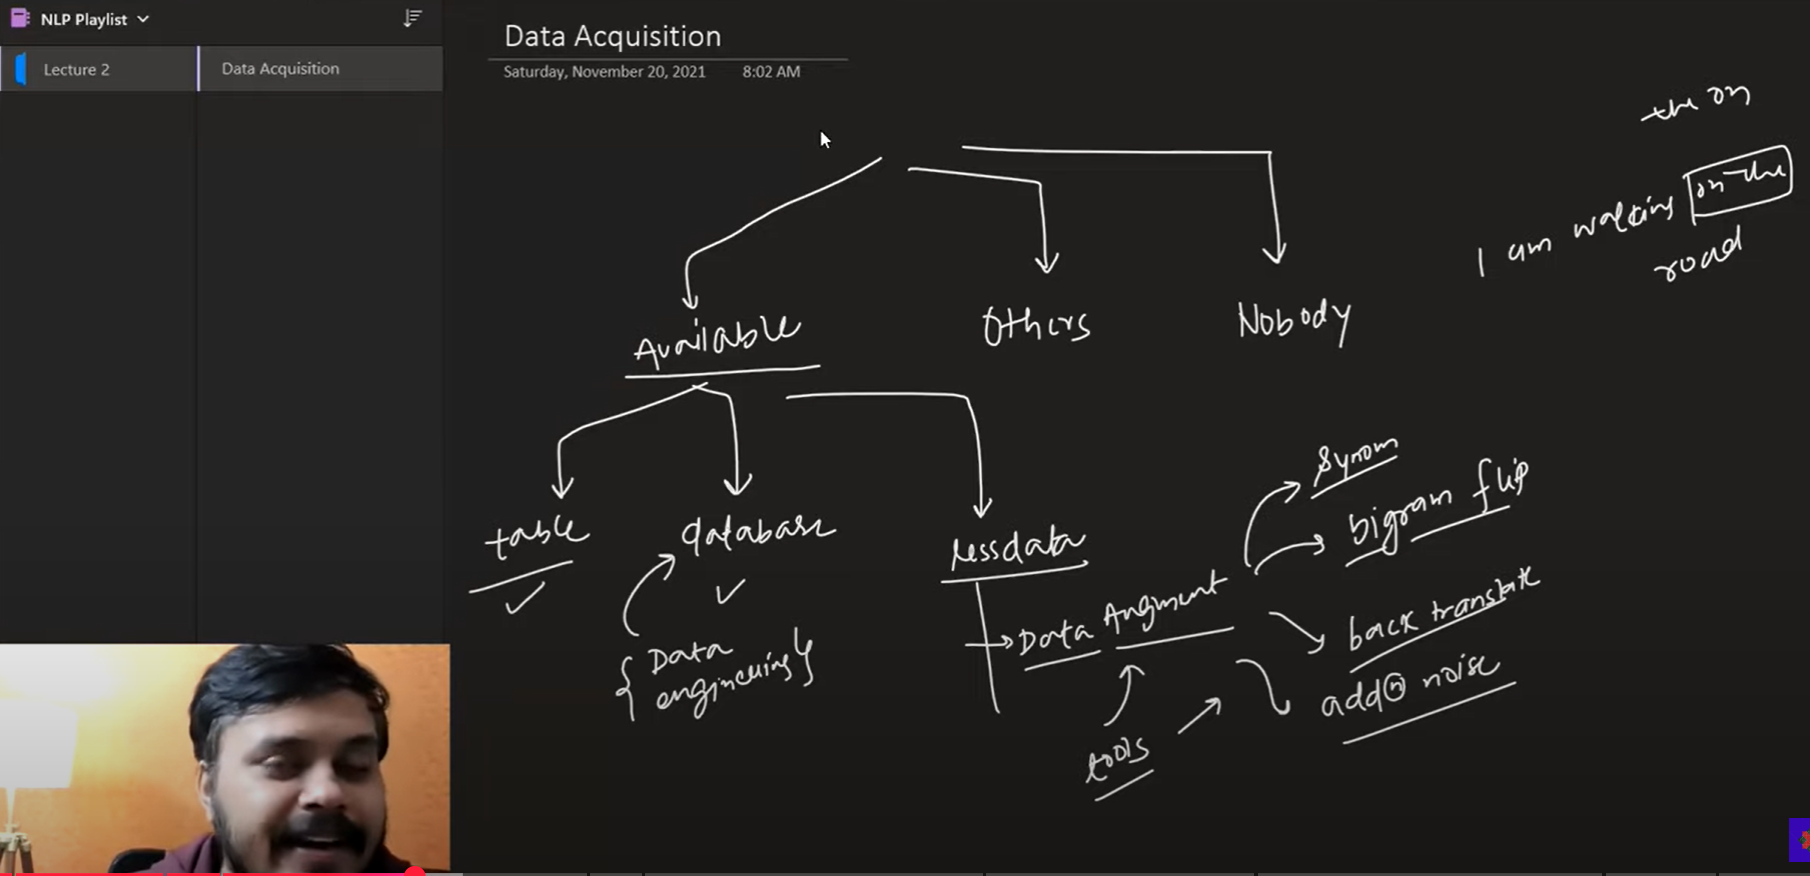 NLP Playlist
Lecture 2
Data Acquisition
Data Acquisition
Saturday, November 20, 2021 8:02 AM
the on
I am walking on the
road
Available
Others
Nobody
table
database
less data
{ Data
engineering }
Data Augment
tools
Synom
bigram flip
back translate
add n noise